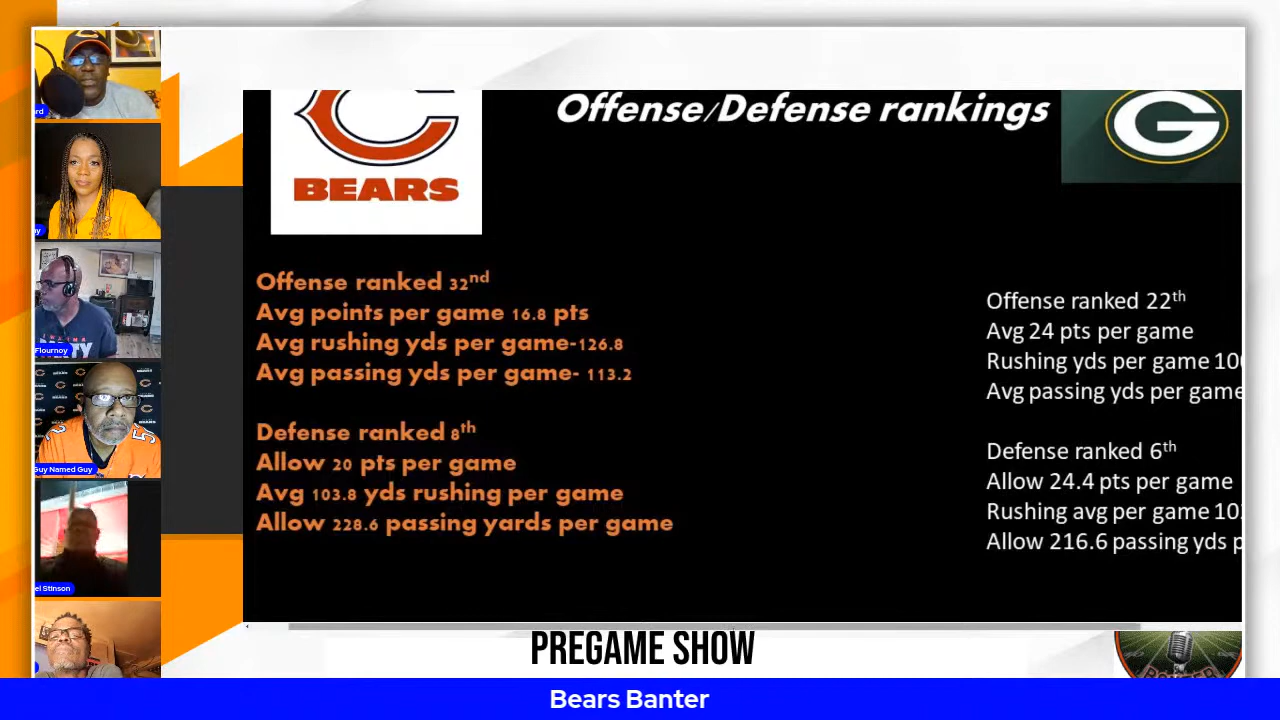 Offense/Defense rankings
BEARS
Offense ranked 32nd
Avg points per game 16.8 pts
Avg rushing yds per game-126.8
Avg passing yds per game- 113.2
Defense ranked 8th
Allow 20 pts per game
Avg 103.8 yds rushing per game
Allow 228.6 passing yards per game
Offense ranked 22th
Avg 24 pts per game
Rushing yds per game
Avg passing yds per game
Defense ranked 6th
Allow 24.4 pts per game
Rushing avg per game
Allow 216.6 passing yds
Flournoy
Guy Named Guy
Stinson
PREGAME SHOW
Bears Banter